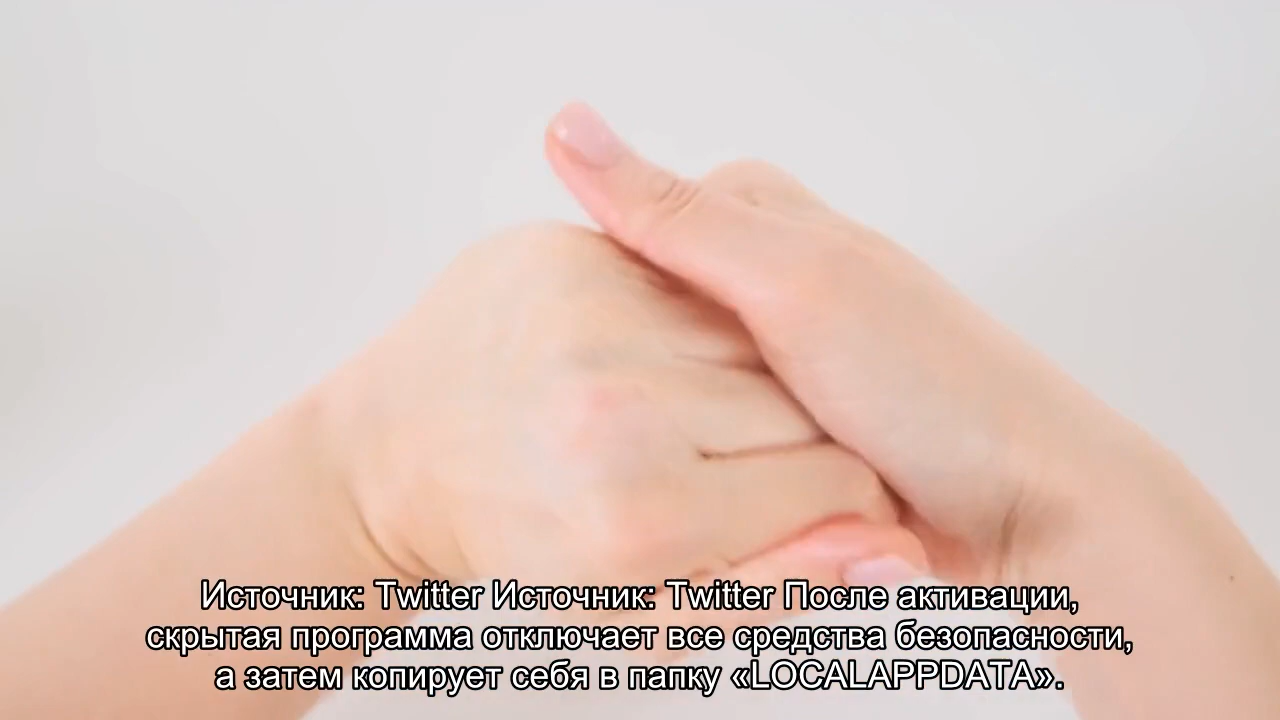 Источник: Twitter Источник: Twitter После активации,
скрытая программа отключает все средства безопасности,
а затем копирует себя в папку «LOCALAPPDATA».